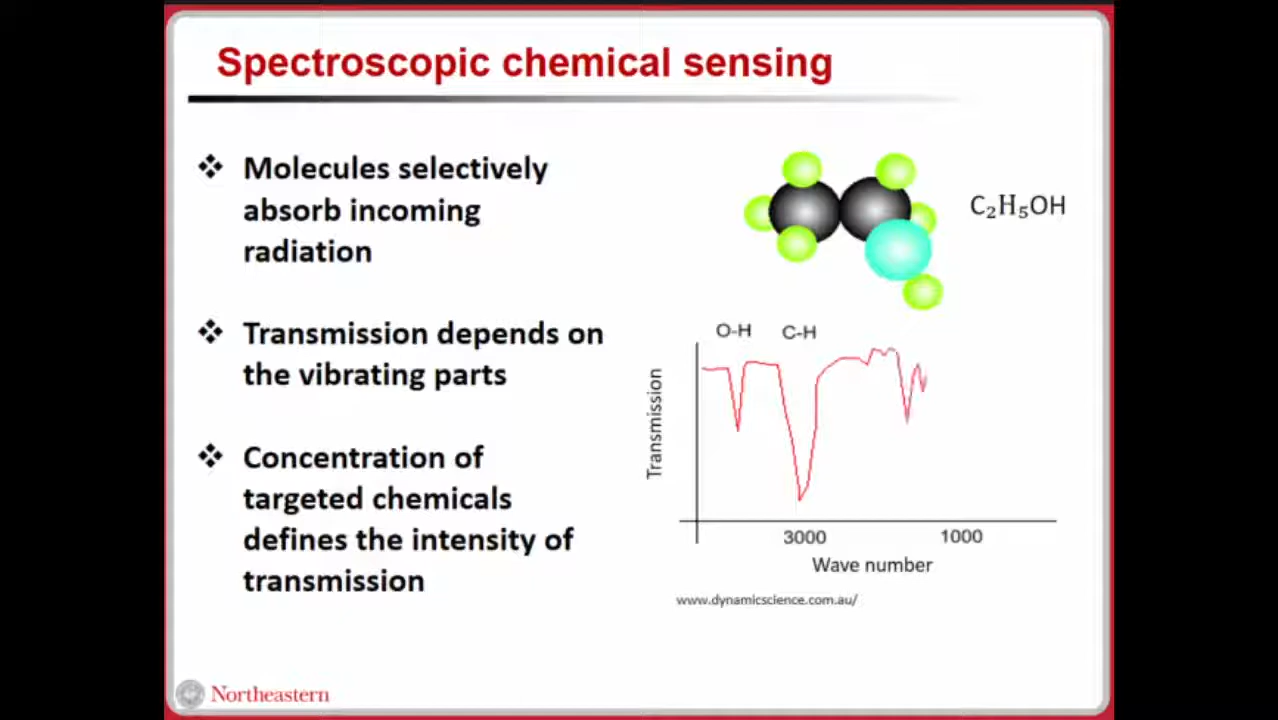 Spectroscopic chemical sensing
❖ Molecules selectively
absorb incoming
radiation
❖ Transmission depends on
the vibrating parts
❖ Concentration of
targeted chemicals
defines the intensity of
transmission
C₂H₅OH
O-H C-H
Transmission
3000 1000
Wave number
www.dynamicscience.com.au/
Northeastern